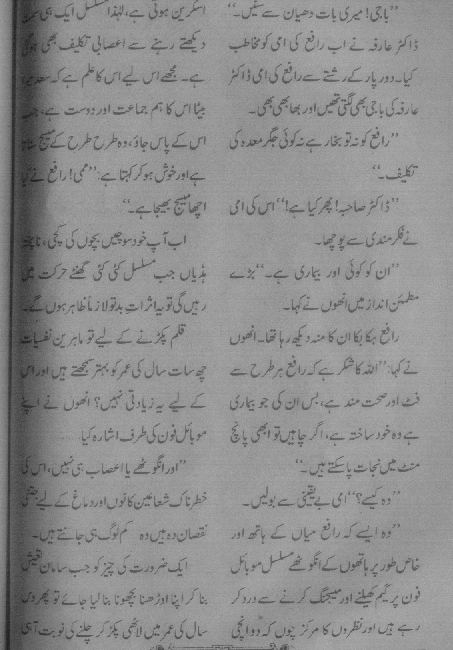 ”باجی! میری بات دھیان سے سنیں۔“
ڈاکٹر عارفہ نے اب رافع کی امی کو مخاطب
کیا۔ دور پار کے رشتے سے رافع کی امی ڈاکٹر
عارفہ کی باجی بھی لگتی تھیں اور بھابھی بھی۔
”رافع کو نہ تو بخار ہے نہ کوئی جگر معدہ کی
تکلیف۔“
”ڈاکٹر صاحبہ! پھر کیا ہے!“ اس کی امی
نے فکر مندی سے پوچھا۔
”ان کو کوئی اور بیماری ہے۔“ بڑے
مطمئن انداز میں انھوں نے کہا۔
رافع ہکا بکا ان کا منہ دیکھ رہا تھا۔ انھوں
نے کہا: ”اللہ کا شکر ہے کہ رافع ہر طرح سے
فٹ اور صحت مند ہے، بس ان کی جو بیماری
ہے وہ خود ساختہ ہے، اگر چاہیں تو ابھی پانچ
منٹ میں نجات پا سکتے ہیں۔“
”وہ کیسے؟“ امی بے یقینی سے بولیں۔
”وہ ایسے کہ رافع میاں کے ہاتھ اور
خاص طور پر ہاتھوں کے انگوٹھے مسلسل موبائل
فون پر گیم کھیلنے اور میسجنگ کرنے سے درد کر
رہے ہیں اور نظروں کا مرکز چوں کہ دو انچی
اسکرین ہوتی ہے، لہٰذا مسلسل ایک ہی
دیکھتے رہنے سے اعصابی تکلیف بھی ہو
ہے۔ مجھے اس لیے اس کا علم ہے کہ سعد میرا
بیٹا اس کا ہم جماعت اور دوست ہے، جب
اس کے پاس جاؤ، وہ طرح طرح کے میسج
ہے اور خوش ہو کر کہتا ہے: ”ممی! رافع نے کیا
اچھا میسج بھیجا ہے۔“
اب آپ خود سوچیں بچوں کی کچی، ناپختہ
ہڈیاں جب مسلسل کئی کئی گھنٹے حرکت میں
رہیں گی تو یہ اثراتِ بد تو لازماً ظاہر ہوں گے۔
قلم پکڑنے کے لیے تو ماہرین نفسیات
چھ سات سال کی عمر کو بہتر سمجھتے ہیں اور اس
کے لیے یہ زیادتی نہیں؟ انھوں نے اپنے
موبائل فون کی طرف اشارہ کیا
”اور انگوٹھے یا اعصاب ہی نہیں، اس کی
خطرناک شعاعیں کانوں اور دماغ کے لیے جتنی
نقصان دہ ہیں وہ کم لوگ ہی جانتے ہیں۔
ایک ضرورت کی چیز کو جب سامان تعیش
بنا کر اپنا اوڑھنا بچھونا بنا لیا جائے تو پھر دس
سال کی عمر میں لاٹھی پکڑ کر چلنے کی نوبت آ ہی